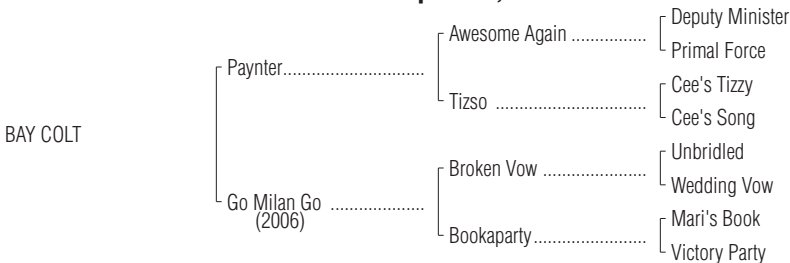 Deputy Minister
Awesome Again ................
Primal Force
Paynter..............................
Cee's Tizzy
Tizso ................................
Cee's Song
BAY COLT
Unbridled
Broken Vow ......................
Wedding Vow
Go Milan Go ....................
(2006)
Mari's Book
Bookaparty........................
Victory Party